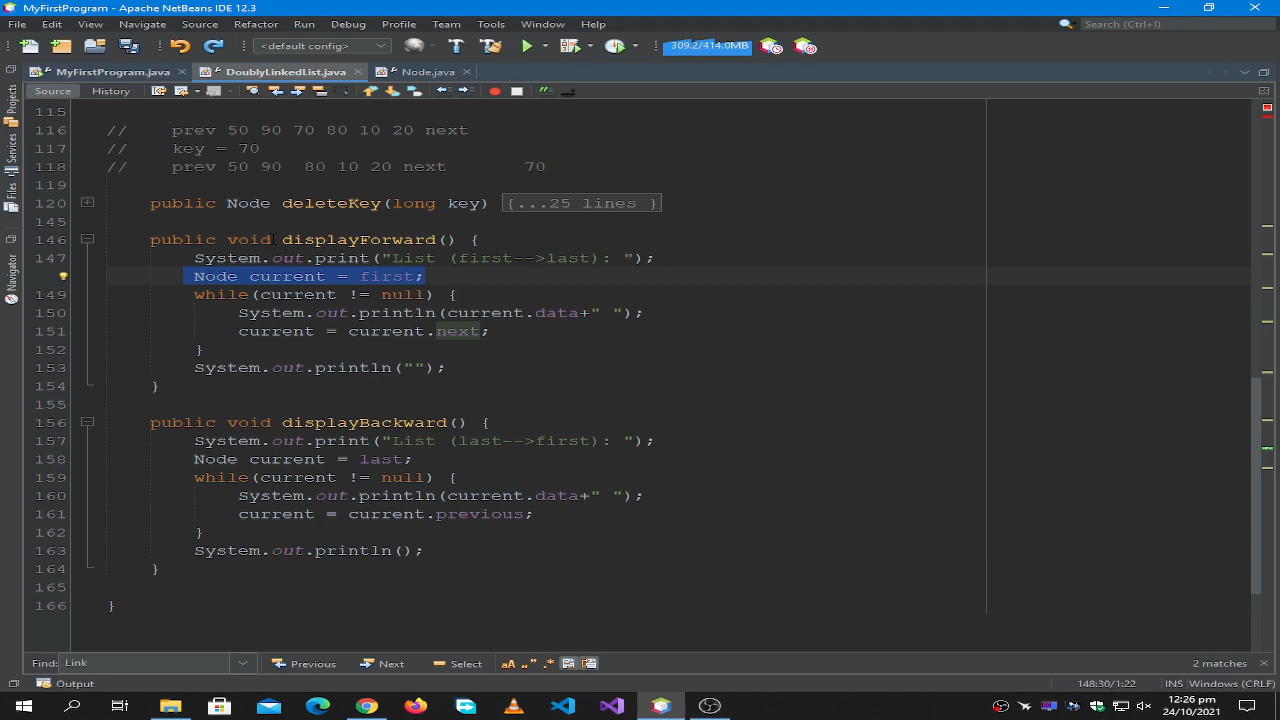 MyFirstProgram - Apache NetBeans IDE 12.3
File Edit View Navigate Source Refactor Run Debug Profile Team Tools Window Help
Search (Ctrl+I)
<default config>
309.2/414.0MB
MyFirstProgram.java DoublyLinkedList.java Node.java
Source History
Projects
Services
Files
Navigator
115
116 // prev 50 90 70 80 10 20 next
117 // key = 70
118 // prev 50 90 80 10 20 next 70
119
120 public Node deleteKey(long key) {...25 lines }
145
146 public void displayForward() {
147 System.out.print("List (first-->last): ");
Node current = first;
149 while(current != null) {
150 System.out.println(current.data+" ");
151 current = current.next;
152 }
153 System.out.println("");
154 }
155
156 public void displayBackward() {
157 System.out.print("List (last-->first): ");
158 Node current = last;
159 while(current != null) {
160 System.out.println(current.data+" ");
161 current = current.previous;
162 }
163 System.out.println();
164 }
165
166 }
Find: Link Previous Next Select 2 matches
Output 148:30/1:22 INS Windows (CRLF)
12:26 pm
24/10/2021